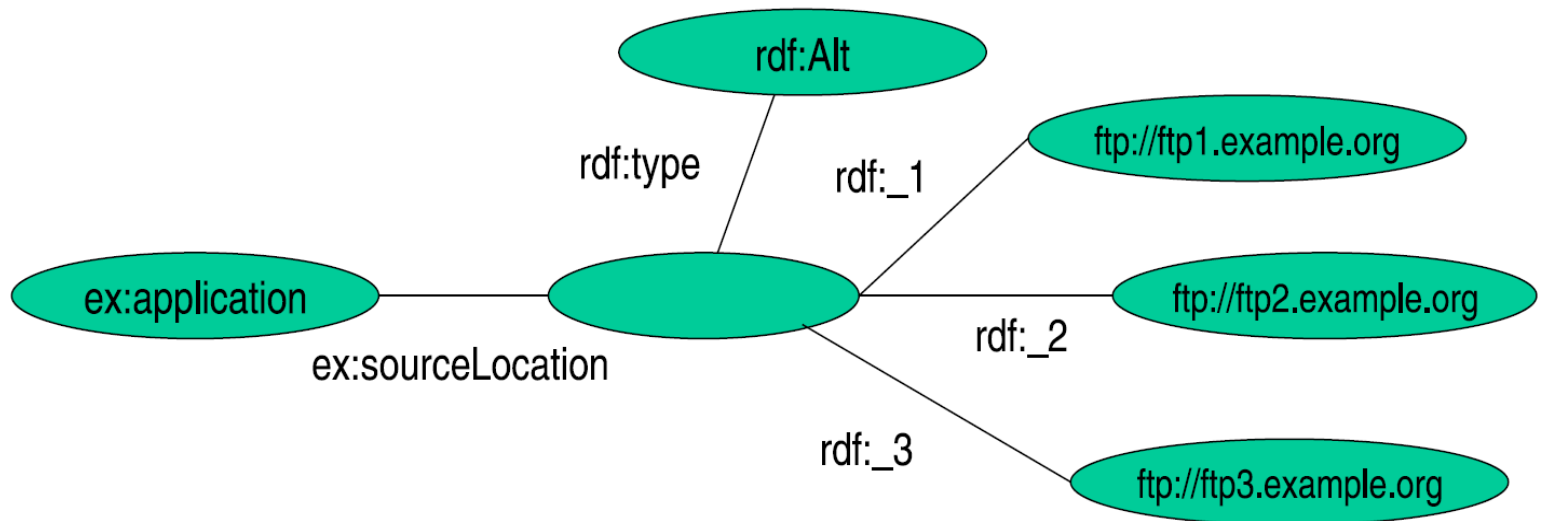 rdf:Alt
ftp://ftp1.example.org
rdf:type
rdf:_1
ex:application
ftp://ftp2.example.org
rdf:_2
ex:sourceLocation
rdf:_3
ftp://ftp3.example.org